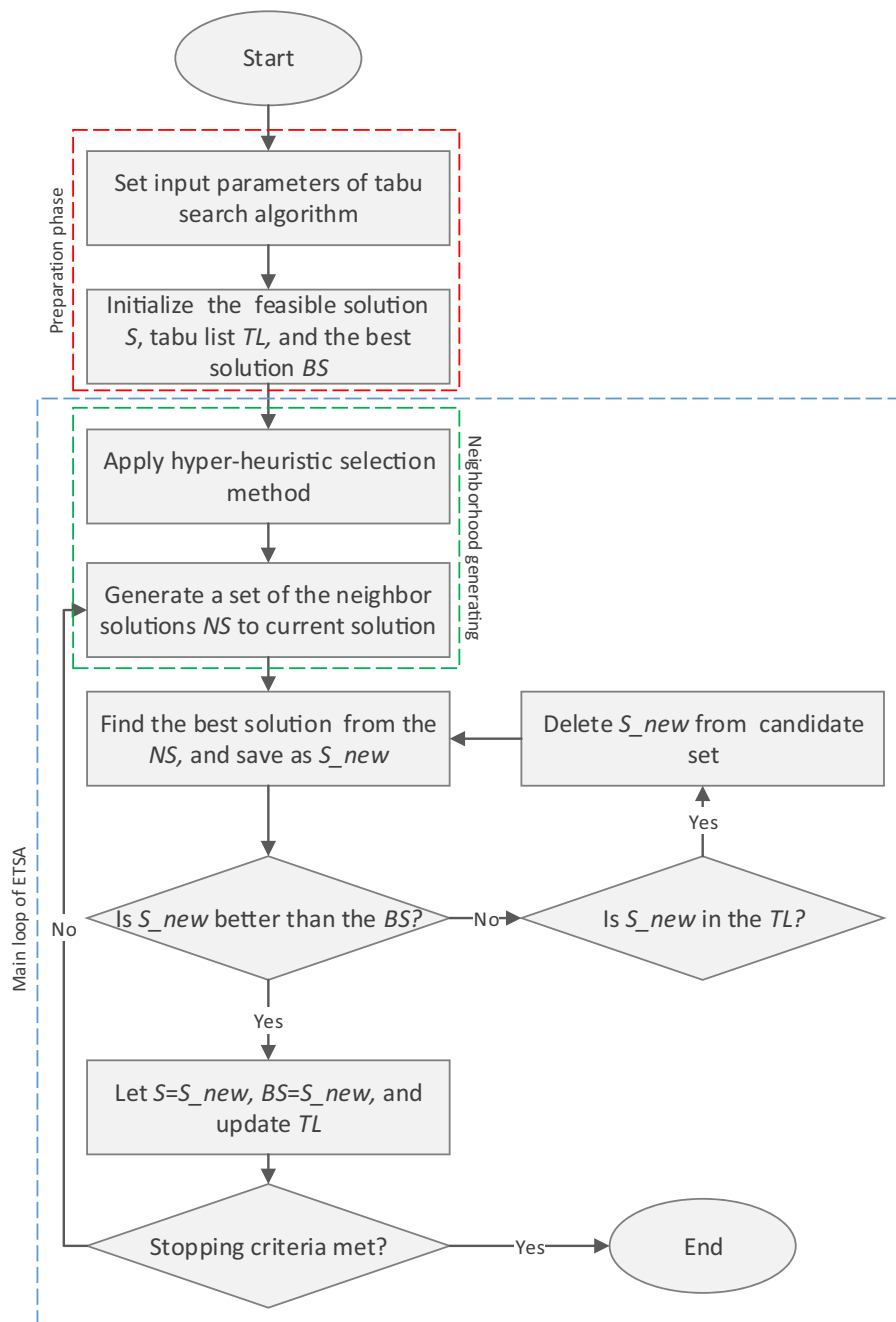 Start
Preparation phase
Set input parameters of tabu
search algorithm
Initialize the feasible solution
S, tabu list TL, and the best
solution BS
Main loop of ETSA
Neighborhood generating
Apply hyper-heuristic selection
method
Generate a set of the neighbor
solutions NS to current solution
Find the best solution from the
NS, and save as S_new
Delete S_new from candidate
set
Yes
Is S_new better than the BS?
No
Is S_new in the TL?
No
Yes
Let S=S_new, BS=S_new, and
update TL
Stopping criteria met?
Yes
End